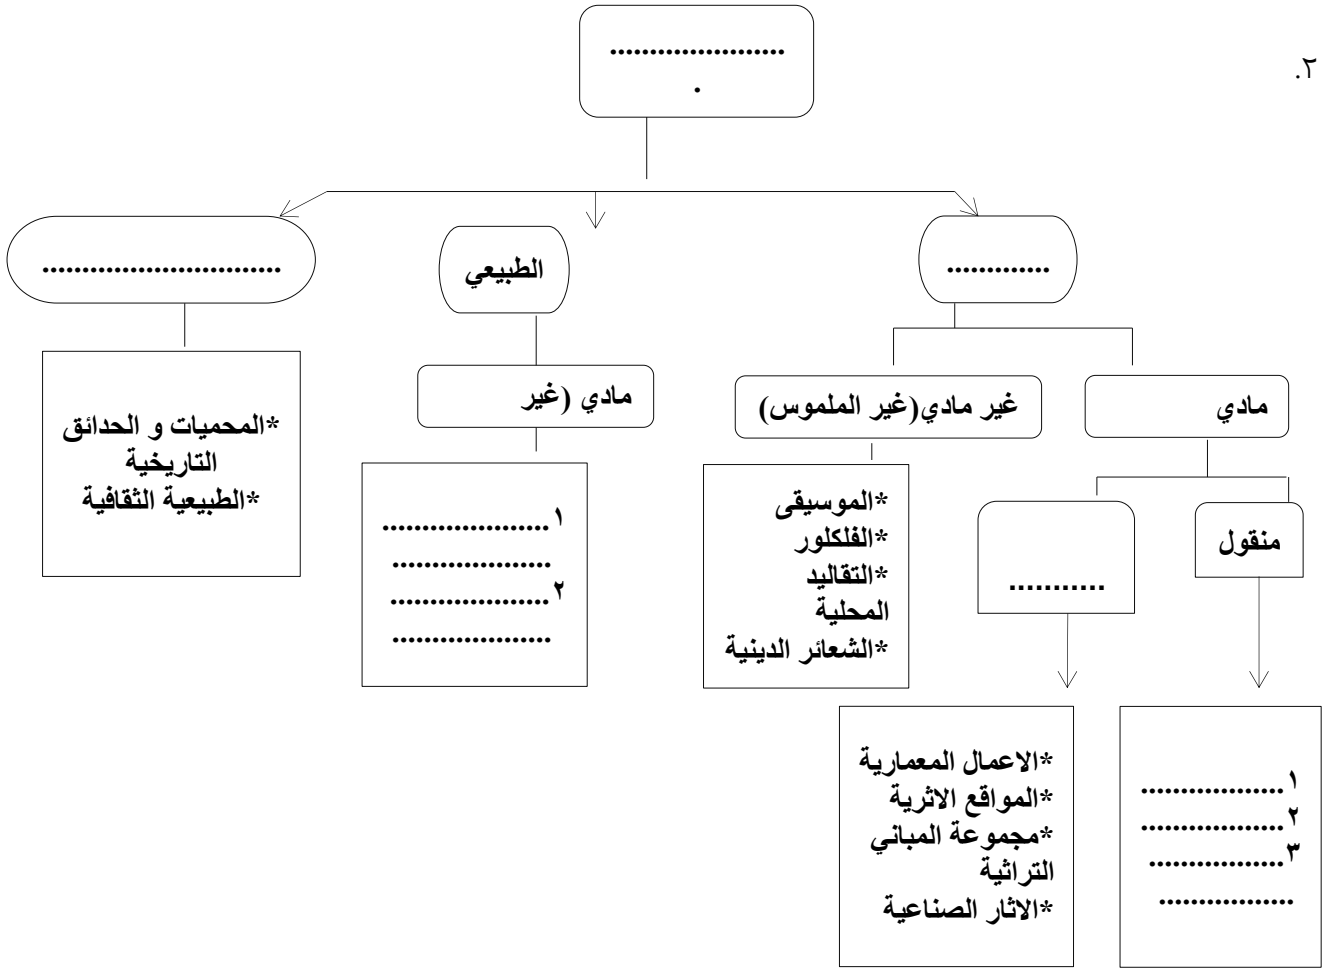 .٢
......................
.
.............................
الطبيعي
.............
مادي (غير
غير مادي(غير الملموس)
مادي
*المحميات و الحدائق
التاريخية
*الطبيعية الثقافية
١.....................
....................
٢....................
....................
*الموسيقى
*الفلكلور
*التقاليد
المحلية
*الشعائر الدينية
...........
منقول
*الاعمال المعمارية
*المواقع الاثرية
*مجموعة المباني
التراثية
*الاثار الصناعية
١..................
٢..................
٣.................
.................